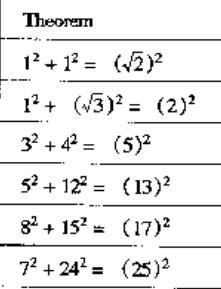 Theorem
1² + 1² = (√2)²
1² + (√3)² = (2)²
3² + 4² = (5)²
5² + 12² = (13)²
8² + 15² = (17)²
7² + 24² = (25)²